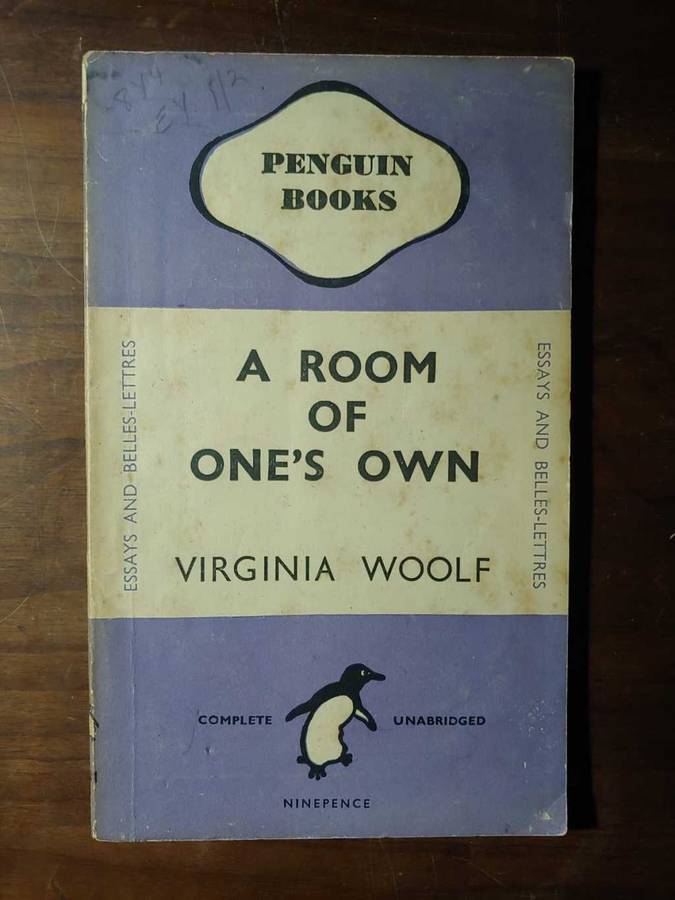 PENGUIN
BOOKS
ESSAYS AND BELLES-LETTRES
A ROOM
OF
ONE'S OWN
VIRGINIA WOOLF
ESSAYS AND BELLES-LETTRES
COMPLETE UNABRIDGED
NINEPENCE